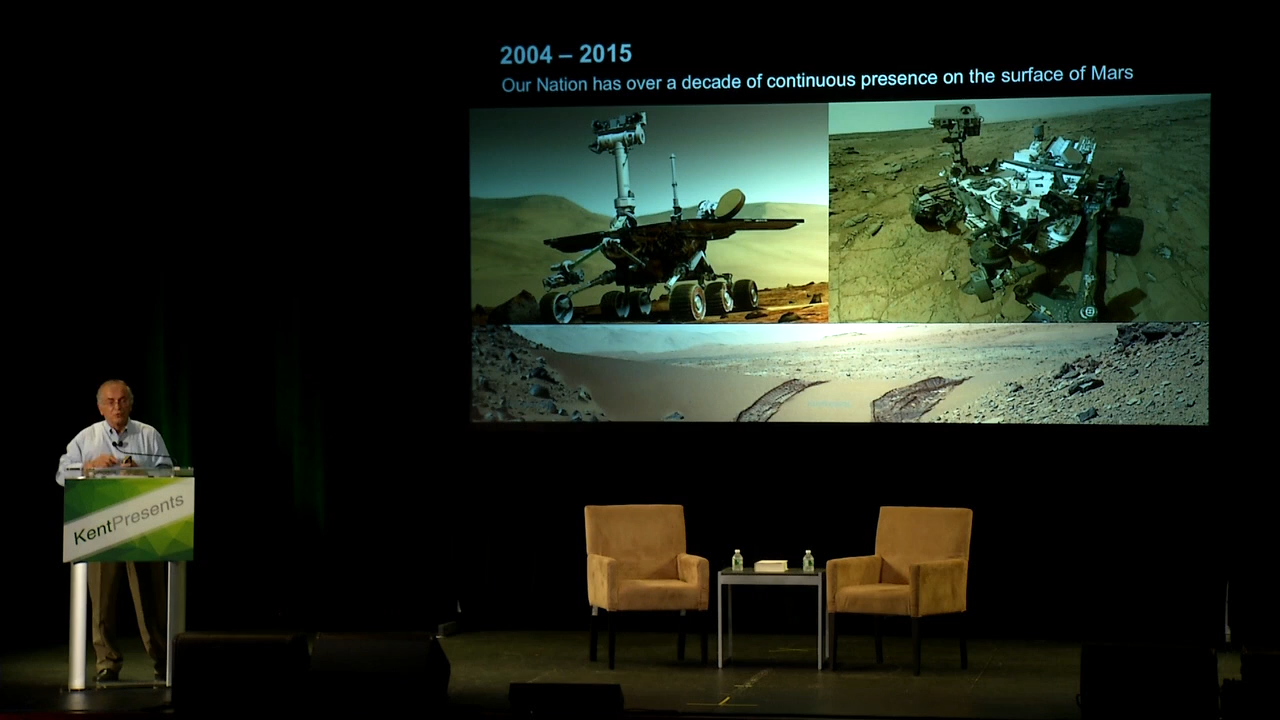 2004 – 2015
Our Nation has over a decade of continuous presence on the surface of Mars
KentPresents